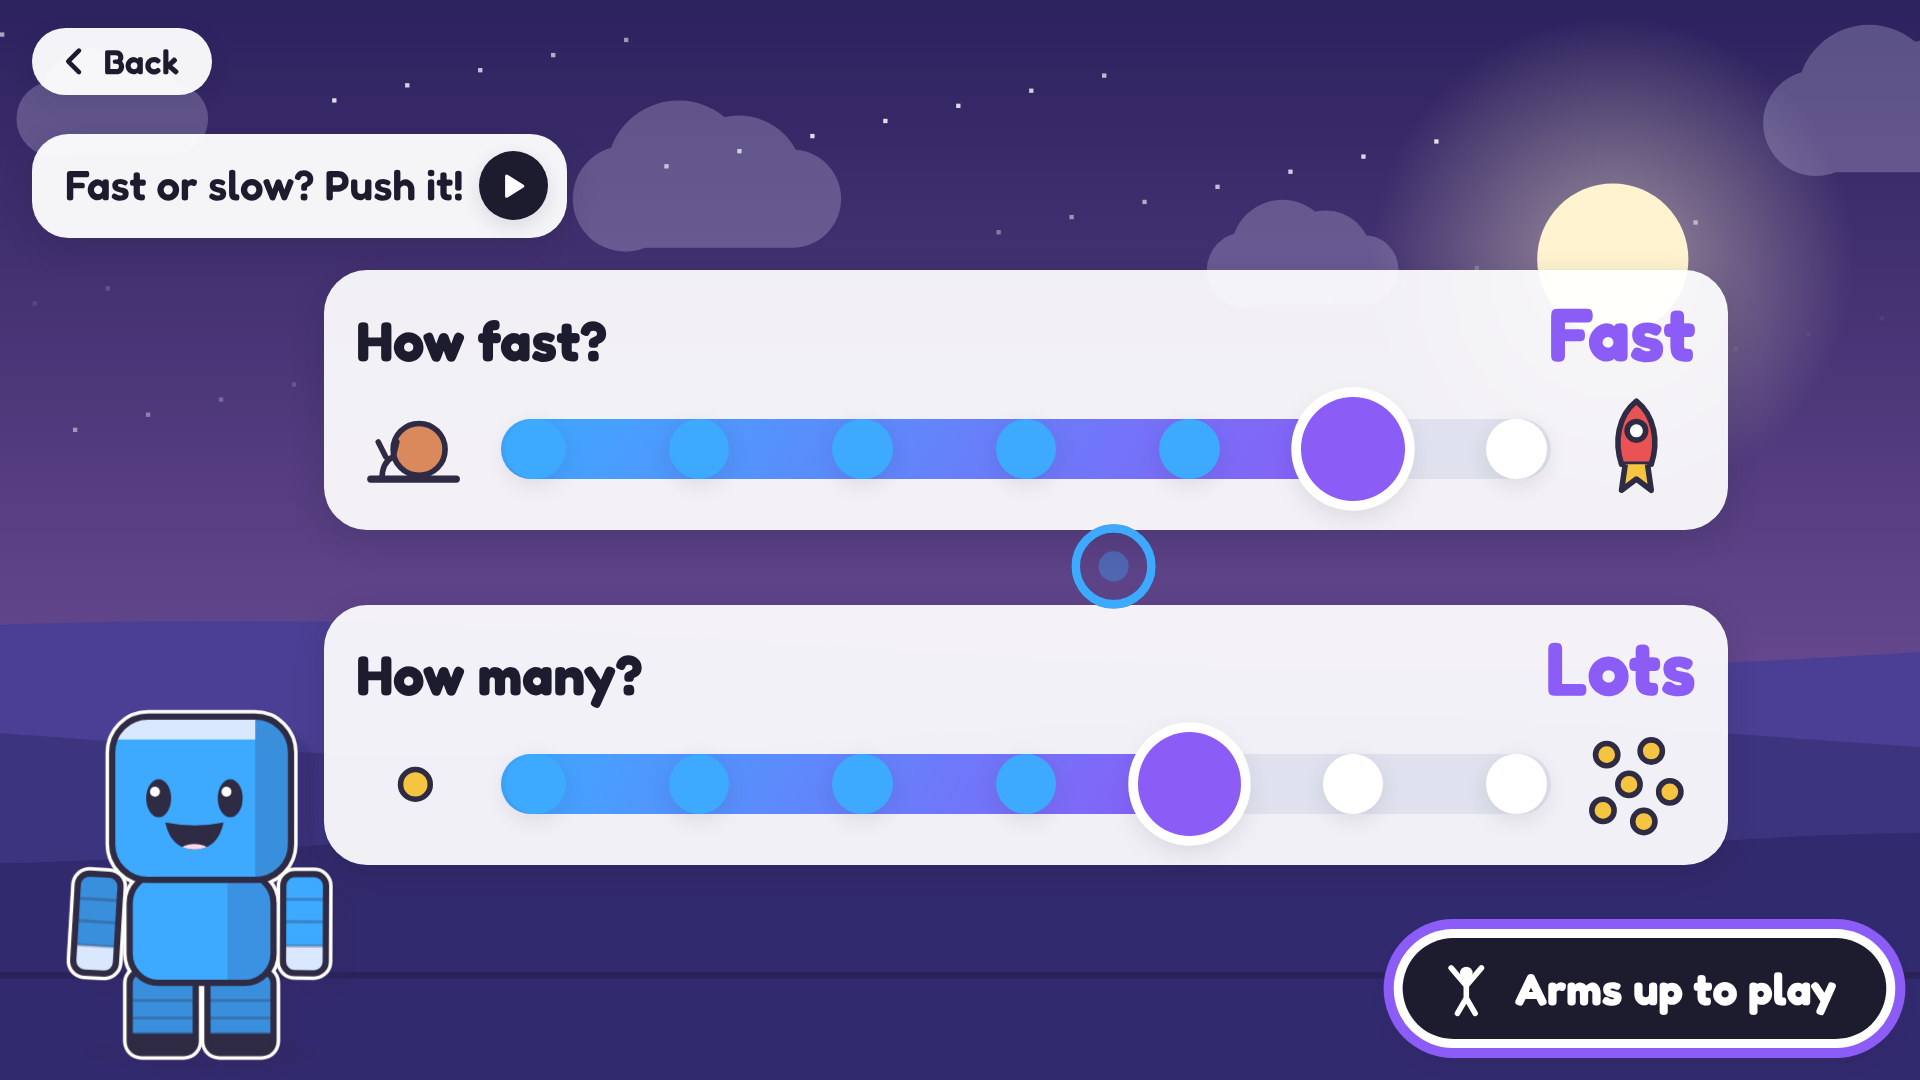 Back
Fast or slow? Push it!
How fast?
Fast
How many?
Lots
Arms up to play